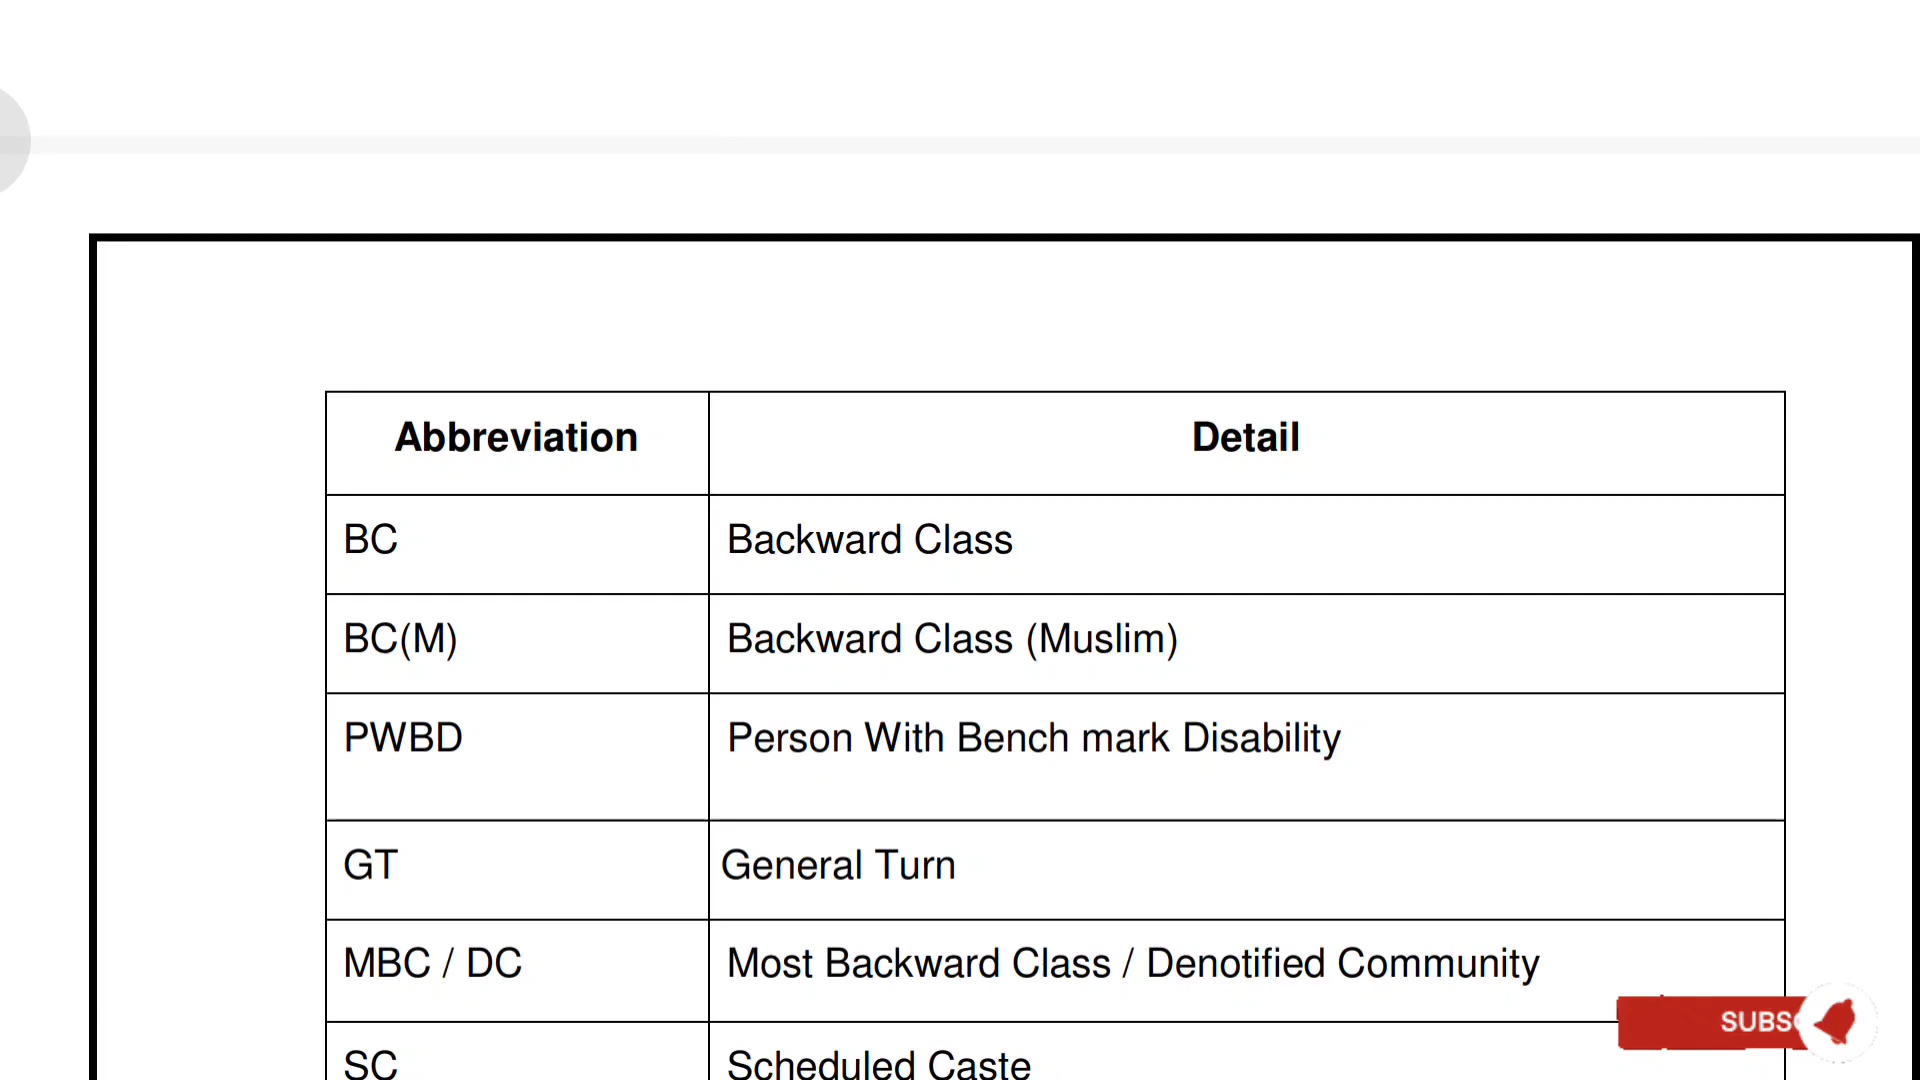 Abbreviation Detail
BC Backward Class
BC(M) Backward Class (Muslim)
PWBD Person With Bench mark Disability
GT General Turn
MBC / DC Most Backward Class / Denotified Community
SC Scheduled Caste
SUBS